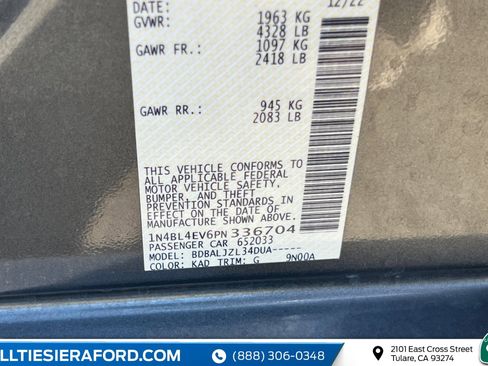 DATE: 12/22
GVWR: 1963 KG
4328 LB
GAWR FR.: 1097 KG
2418 LB
GAWR RR.: 945 KG
2083 LB
THIS VEHICLE CONFORMS TO
ALL APPLICABLE FEDERAL
MOTOR VEHICLE SAFETY,
BUMPER, AND THEFT
PREVENTION STANDARDS IN
EFFECT ON THE DATE OF
MANUFACTURE SHOWN ABOVE.
1N4BL4EV6PN336704
PASSENGER CAR 652033
MODEL: BDBALJZL34DUA-----
COLOR: KAD TRIM: G 9N00A
LLTIESIERAFORD.COM
(888) 306-0348
2101 East Cross Street
Tulare, CA 93274